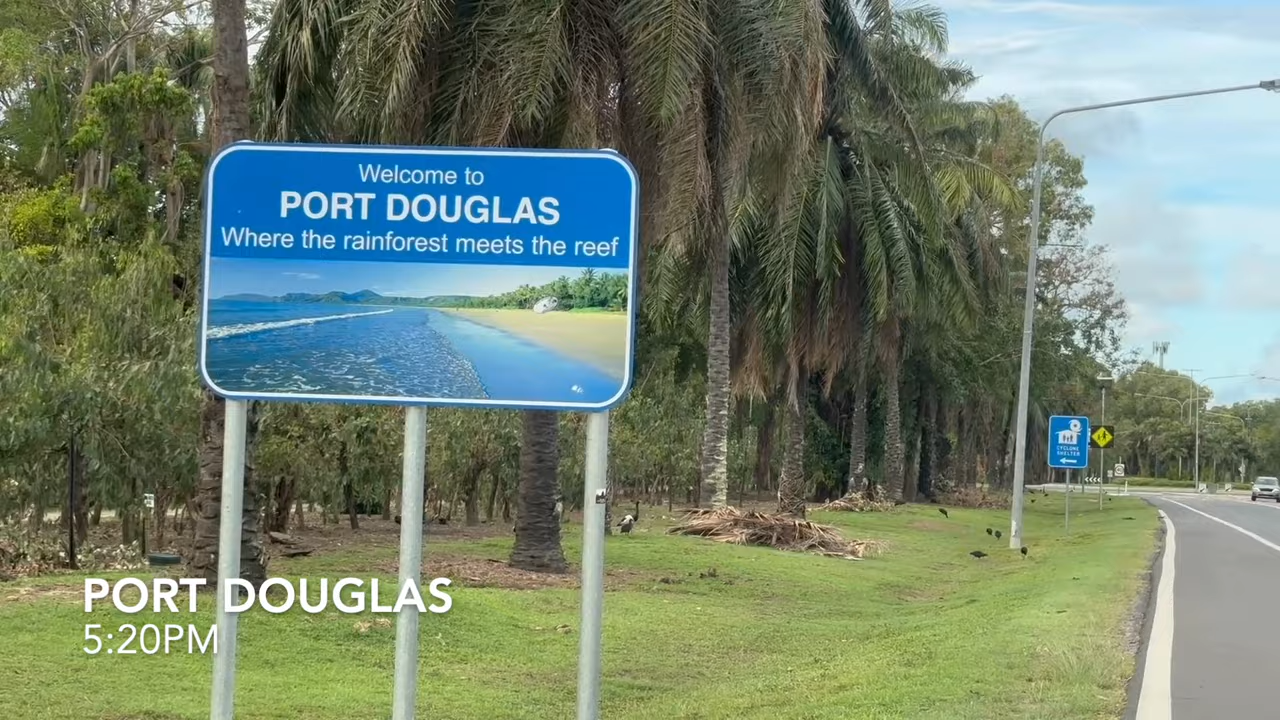 Welcome to
PORT DOUGLAS
Where the rainforest meets the reef
CYCLONE
SHELTER
PORT DOUGLAS
5:20PM